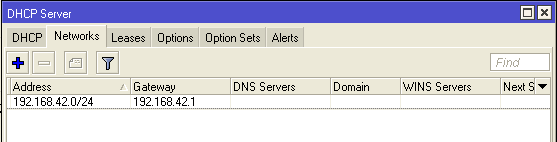 DHCP Server
DHCP Networks Leases Options Option Sets Alerts
Find
Address Gateway DNS Servers Domain WINS Servers Next S
192.168.42.0/24 192.168.42.1